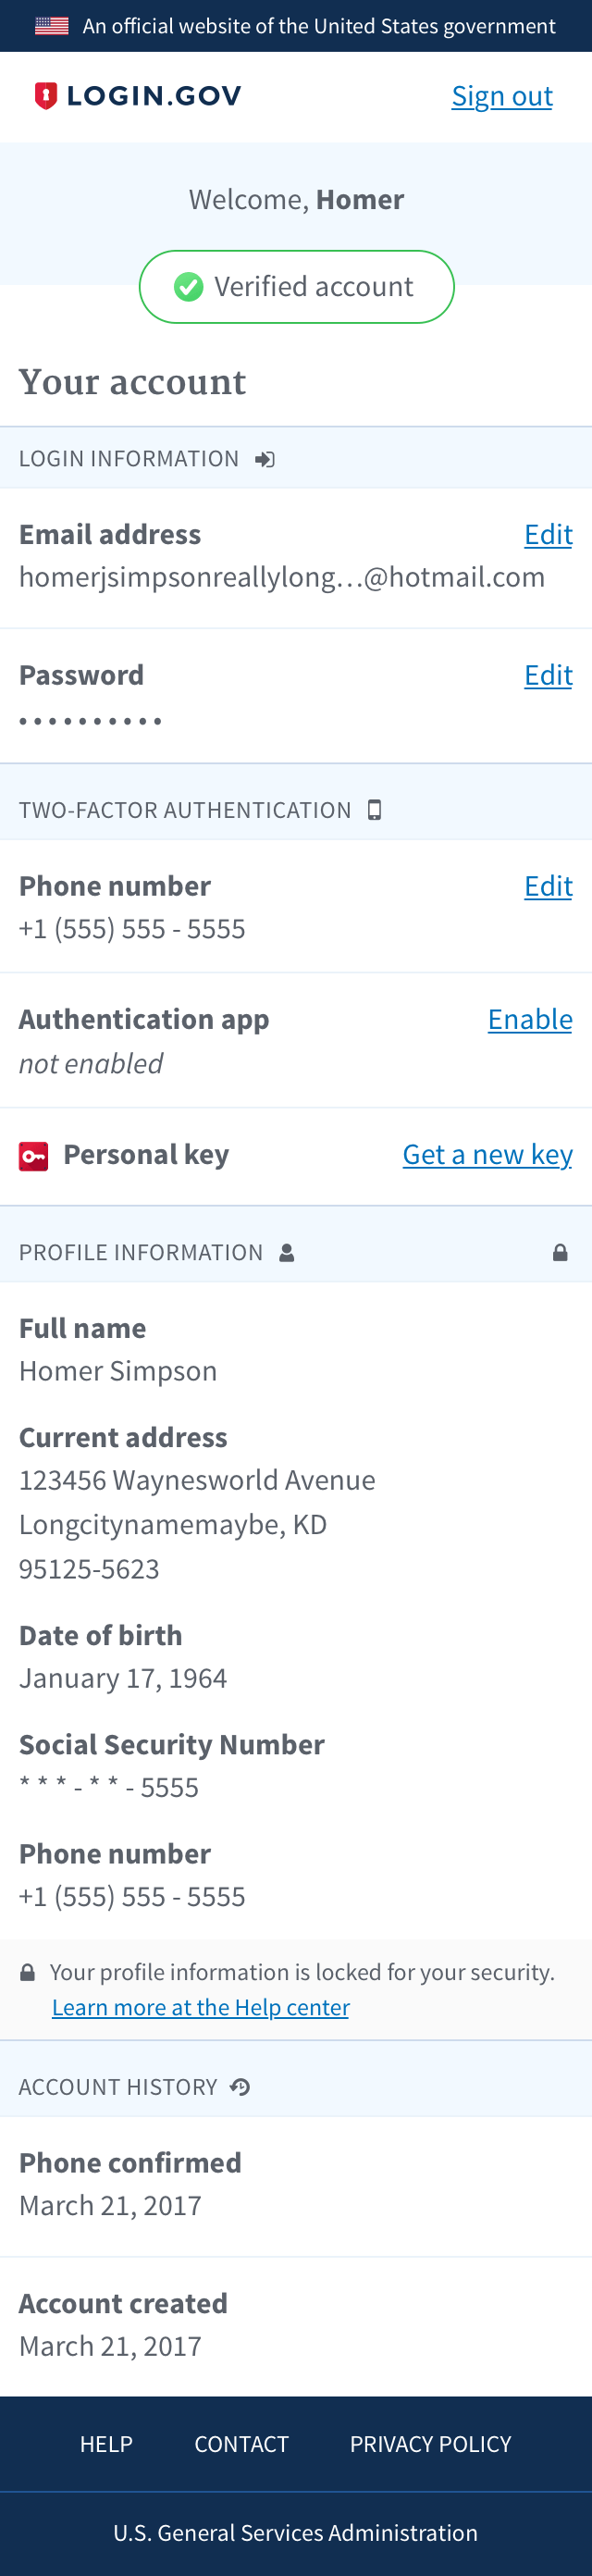 An official website of the United States government
LOGIN.GOV
Sign out
Welcome, Homer
Verified account
Your account
LOGIN INFORMATION
Email address
Edit
homerjsimpsonreallylong...@hotmail.com
Password
Edit
••••••••••
TWO-FACTOR AUTHENTICATION
Phone number
Edit
+1 (555) 555 - 5555
Authentication app
Enable
not enabled
Personal key
Get a new key
PROFILE INFORMATION
Full name
Homer Simpson
Current address
123456 Waynesworld Avenue
Longcitynamemaybe, KD
95125-5623
Date of birth
January 17, 1964
Social Security Number
* * * - * * - 5555
Phone number
+1 (555) 555 - 5555
Your profile information is locked for your security.
Learn more at the Help center
ACCOUNT HISTORY
Phone confirmed
March 21, 2017
Account created
March 21, 2017
HELP
CONTACT
PRIVACY POLICY
U.S. General Services Administration